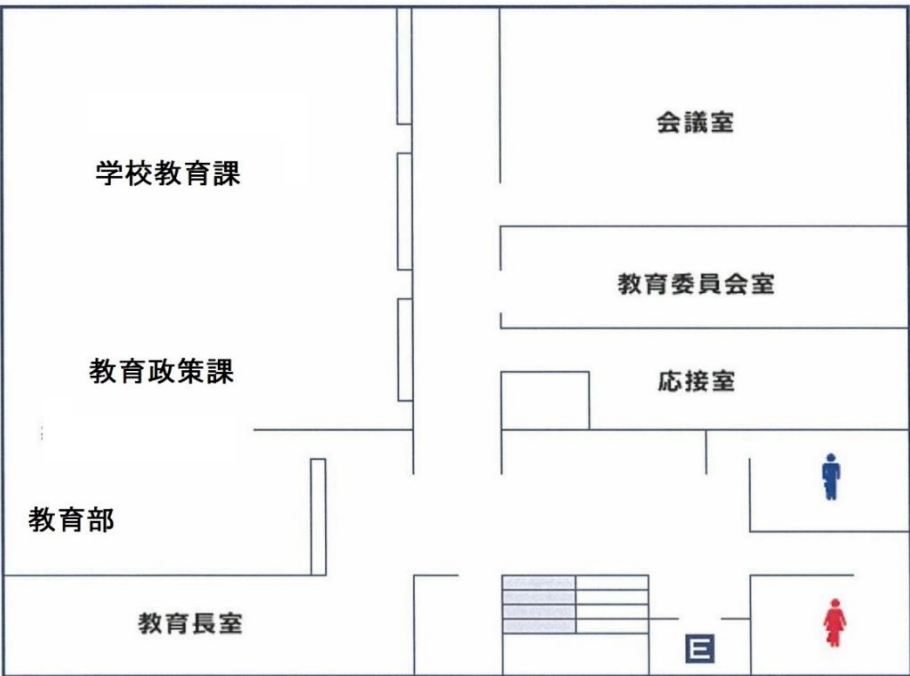 会議室
学校教育課
教育委員会室
教育政策課
応接室
教育部
教育長室
E